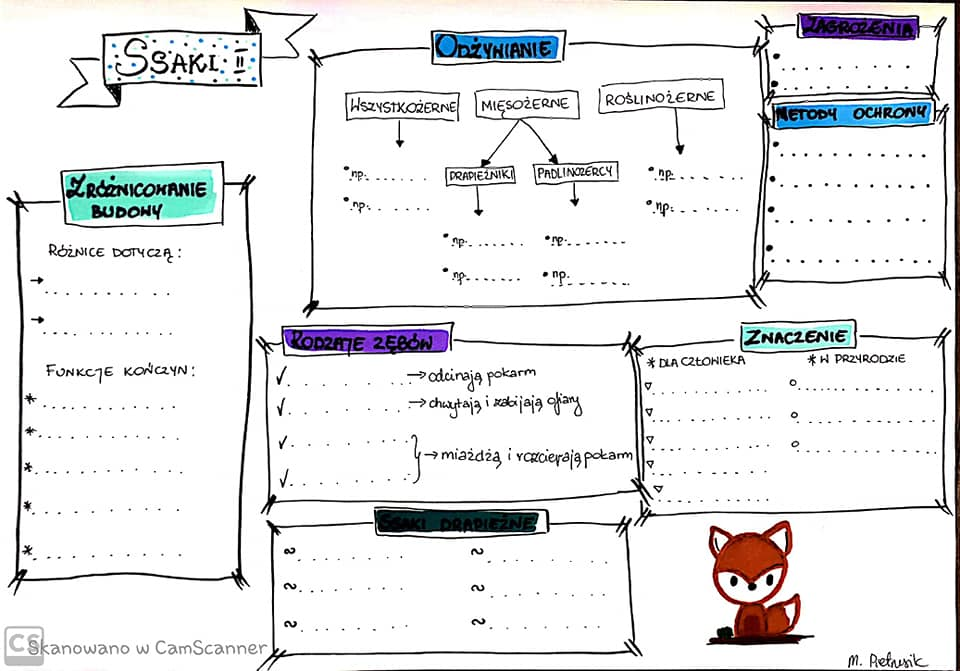 SSAKI II
ODŻYWIANIE
WSZYSTKOŻERNE
MIĘSOŻERNE
ROŚLINOŻERNE
•np. ......
•np. ......
DRAPIEŻNIKI
PADLINOŻERCY
•np. ......
•np. ......
•np. ......
•np. ......
•np. ......
•np. ......
ZAGROŻENIA
METODY OCHRONY
ZRÓŻNICOWANIE
BUDOWY
RÓŻNICE DOTYCZĄ:
FUNKCJE KOŃCZYN:
RODZAJE ZĘBÓW
→ odcinają pokarm
→ chwytają i zabijają ofiary
→ miażdżą i rozcierają pokarm
ZNACZENIE
* DLA CZŁOWIEKA
* W PRZYRODZIE
SSAKI DRAPIEŻNE
M. Pietrusik
CS Skanowano w CamScanner